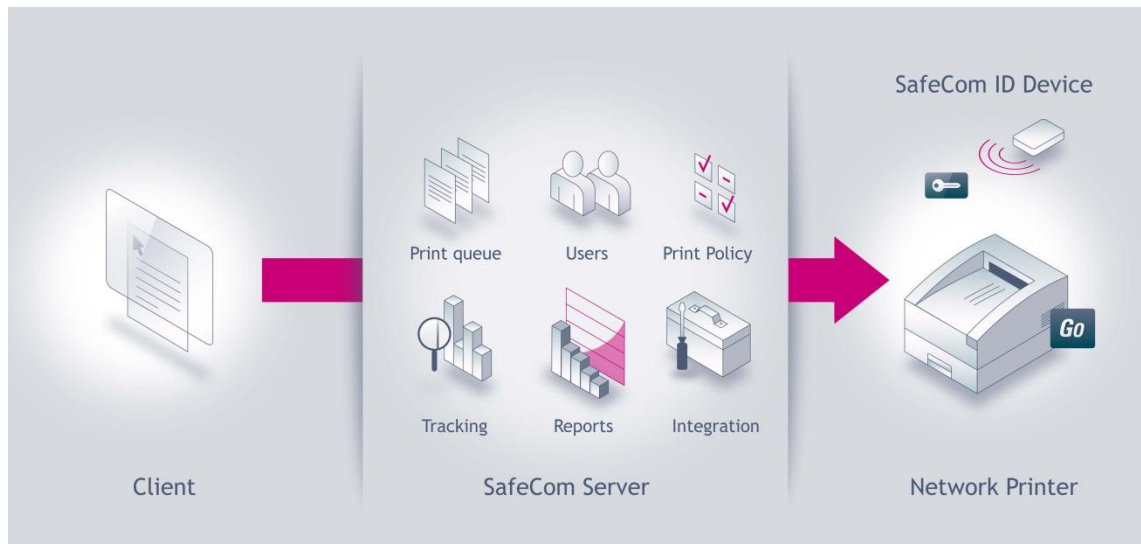 SafeCom ID Device
Print queue
Users
Print Policy
Go
Tracking
Reports
Integration
Client
SafeCom Server
Network Printer